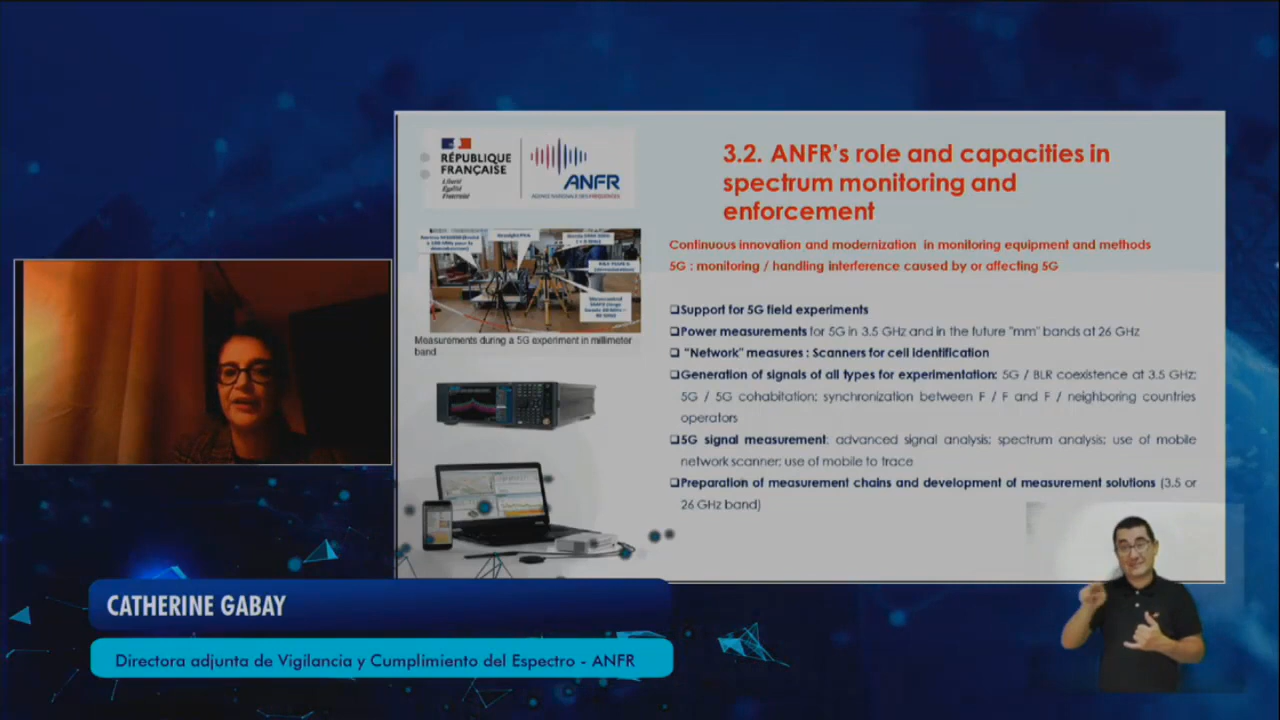 RÉPUBLIQUE
FRANÇAISE
Liberté
Égalité
Fraternité
ANFR
AGENCE NATIONALE DES FRÉQUENCES
3.2. ANFR's role and capacities in
spectrum monitoring and
enforcement
Continuous innovation and modernization in monitoring equipment and methods
5G : monitoring / handling interference caused by or affecting 5G
Measurements during a 5G experiment in millimeter
band
❑Support for 5G field experiments
❑Power measurements for 5G in 3.5 GHz and in the future "mm" bands at 26 GHz
❑ "Network" measures : Scanners for cell identification
❑Generation of signals of all types for experimentation: 5G / BLR coexistence at 3.5 GHz;
5G / 5G cohabitation; synchronization between F / F and F / neighboring countries
operators
❑5G signal measurement: advanced signal analysis; spectrum analysis; use of mobile
network scanner; use of mobile to trace
❑Preparation of measurement chains and development of measurement solutions (3.5 or
26 GHz band)
CATHERINE GABAY
Directora adjunta de Vigilancia y Cumplimiento del Espectro - ANFR